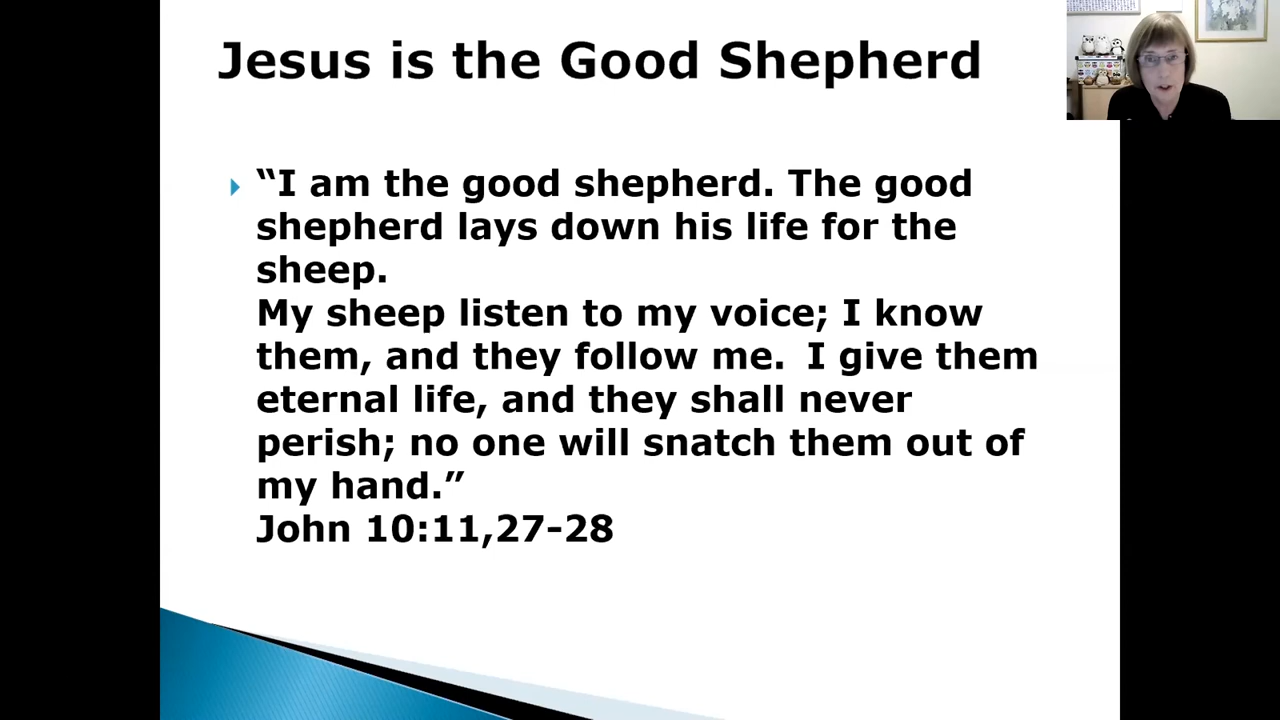 Jesus is the Good Shepherd
“I am the good shepherd. The good
shepherd lays down his life for the
sheep.
My sheep listen to my voice; I know
them, and they follow me. I give them
eternal life, and they shall never
perish; no one will snatch them out of
my hand.”
John 10:11,27-28